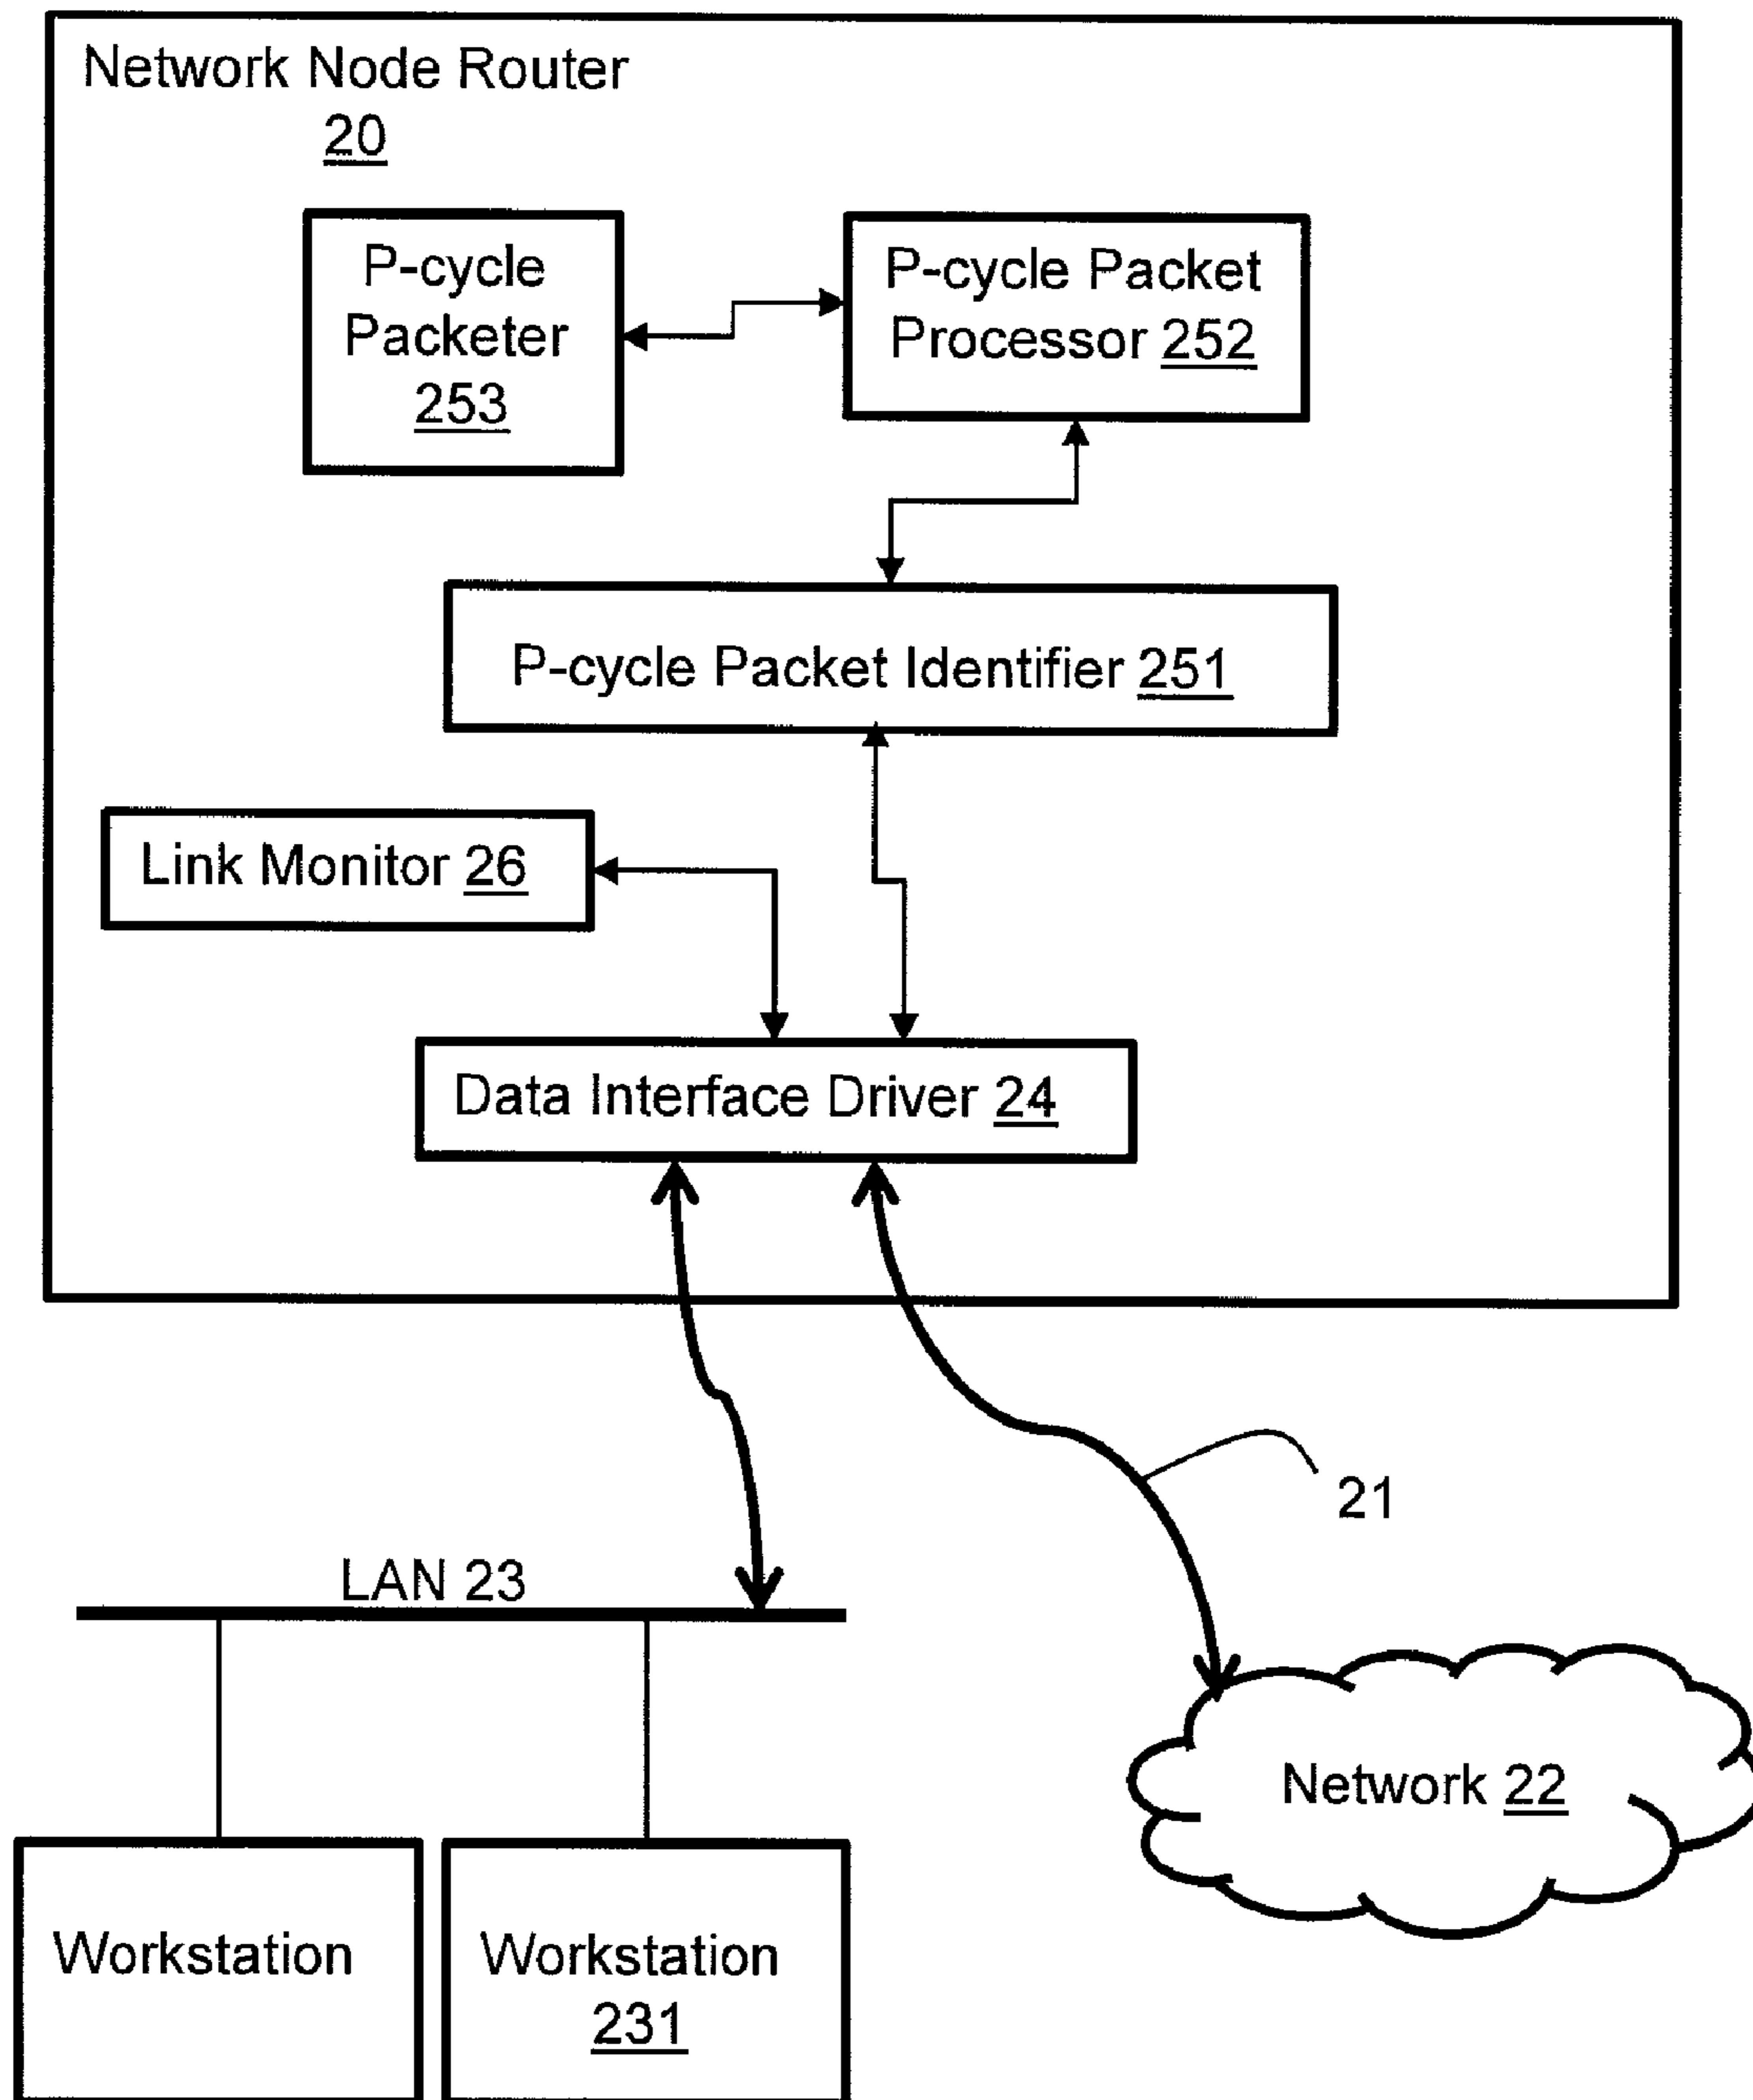 Network Node Router
20
P-cycle
Packeter
253
P-cycle Packet
Processor 252
P-cycle Packet Identifier 251
Link Monitor 26
Data Interface Driver 24
21
LAN 23
Network 22
Workstation
Workstation
231